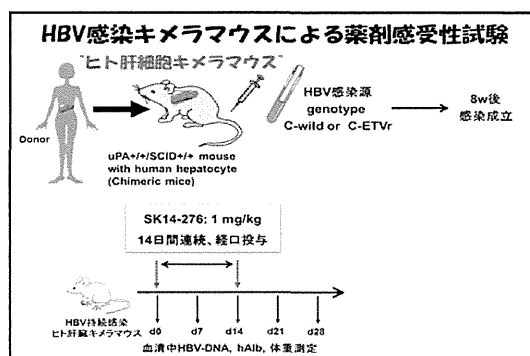 HBV感染キメラマウスによる薬剤感受性試験
"ヒト肝細胞キメラマウス"
Donor
uPA+/+/SCID+/+ mouse
with human hepatocyte
(Chimeric mice)
HBV感染源
genotype
C-wild or C-ETVr
8w後
感染成立
SK14-276: 1 mg/kg
14日間連続、経口投与
HBV持続感染
ヒト肝臓キメラマウス
d0 d7 d14 d21 d28
血漬中HBV-DNA, hAlb, 体重測定